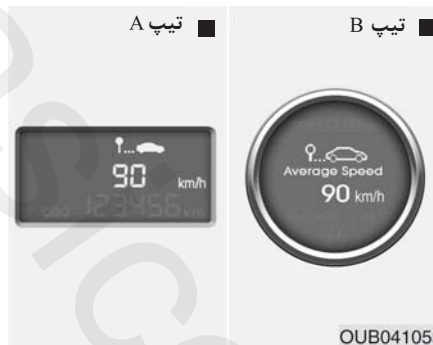 ■ تیپ B
■ تیپ A
Average Speed
90 km/h
90 km/h
123456 km
OUB04105